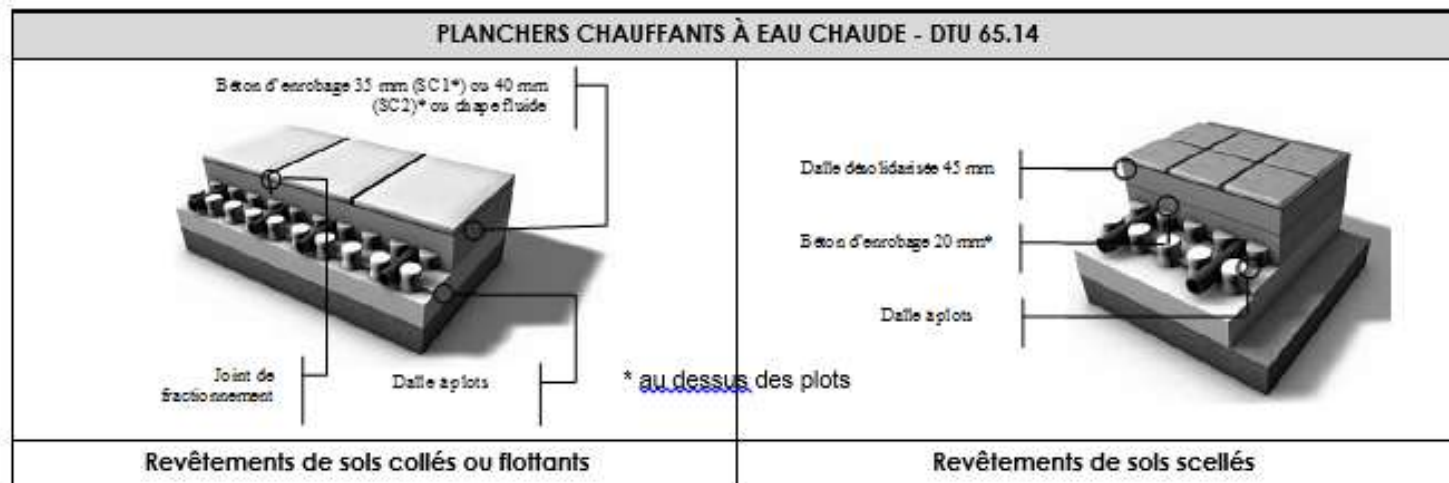 PLANCHERS CHAUFFANTS À EAU CHAUDE - DTU 65.14
Béton d'enrobage 35 mm (SC1*) ou 40 mm
(SC2)* ou chape fluide
Joint de
fractionnement
Dalle à plots
* au dessus des plots
Revêtements de sols collés ou flottants
Dalle désolidarisée 45 mm
Béton d'enrobage 20 mm*
Dalle à plots
Revêtements de sols scellés